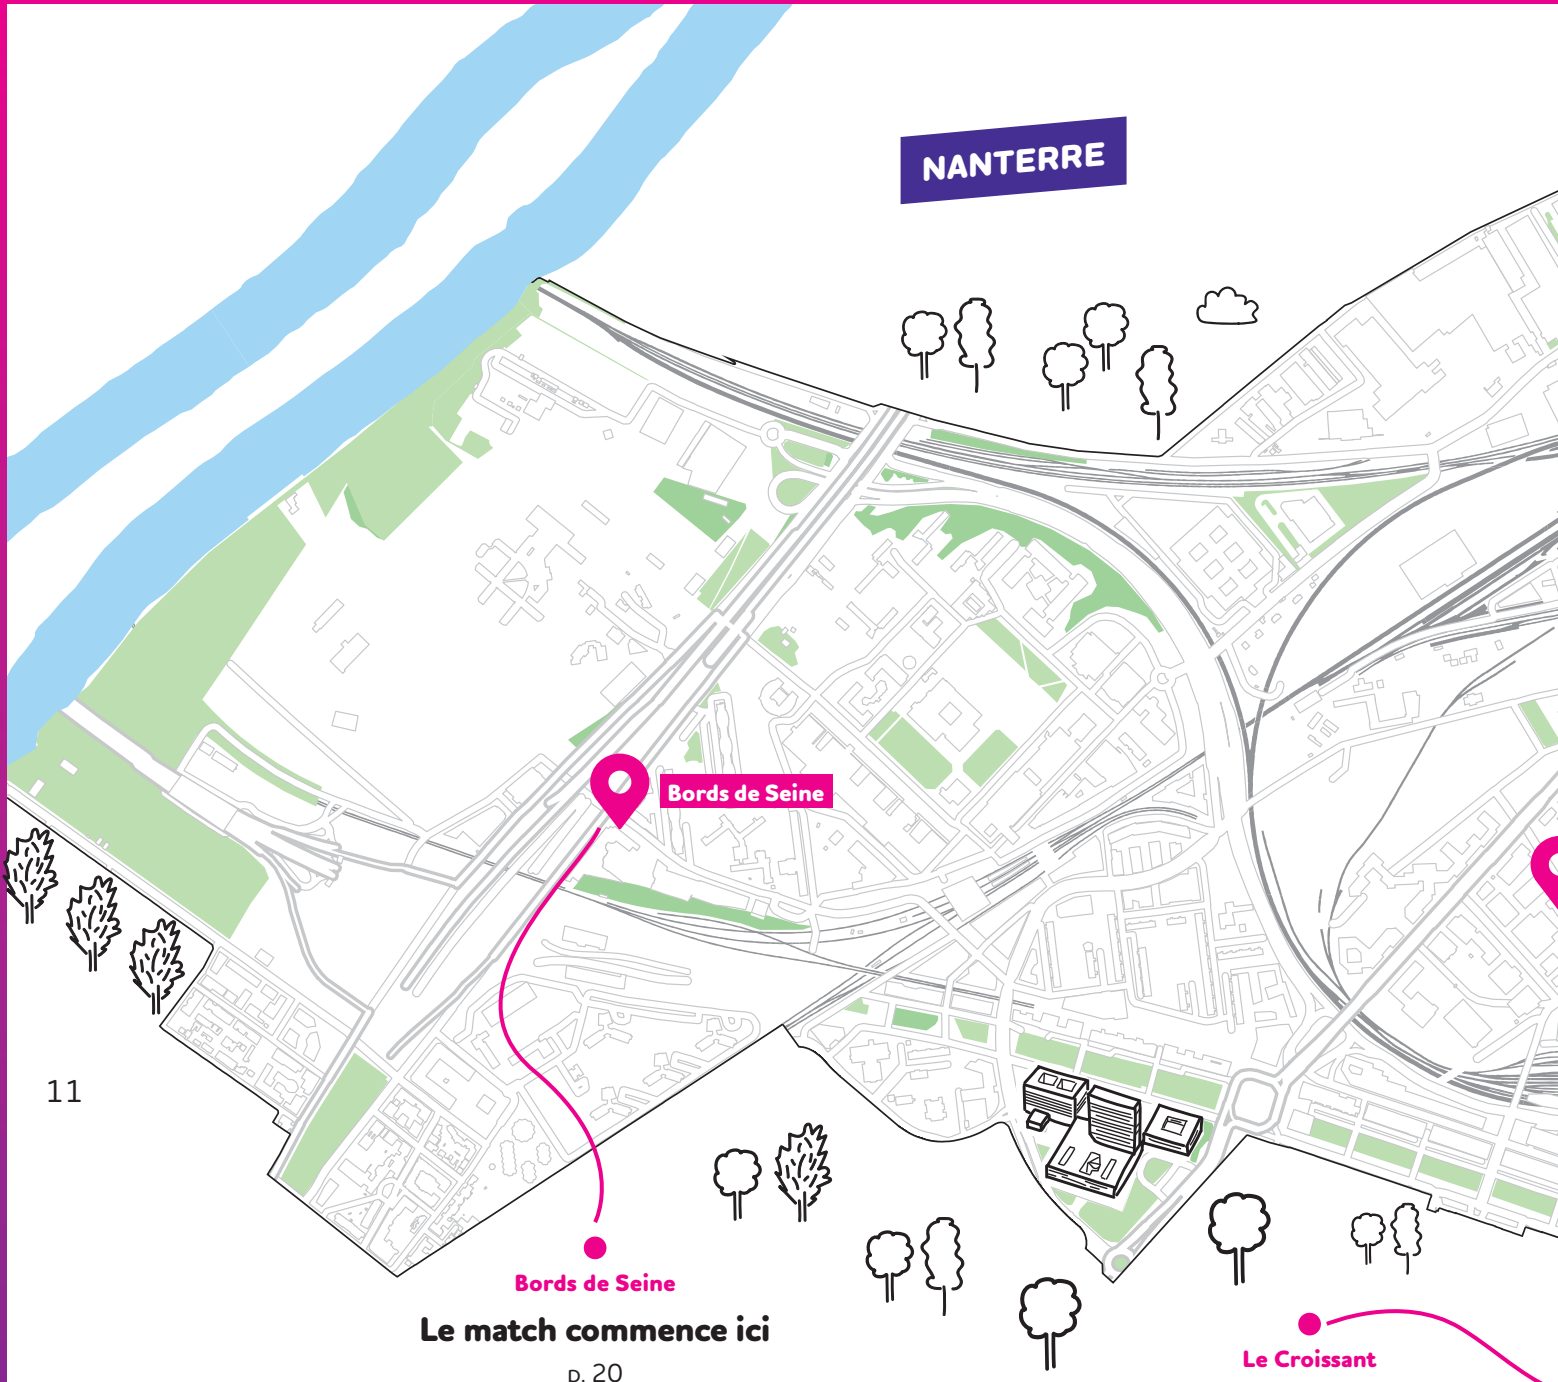 NANTERRE
Bords de Seine
11
Bords de Seine
Le match commence ici
p. 20
Le Croissant